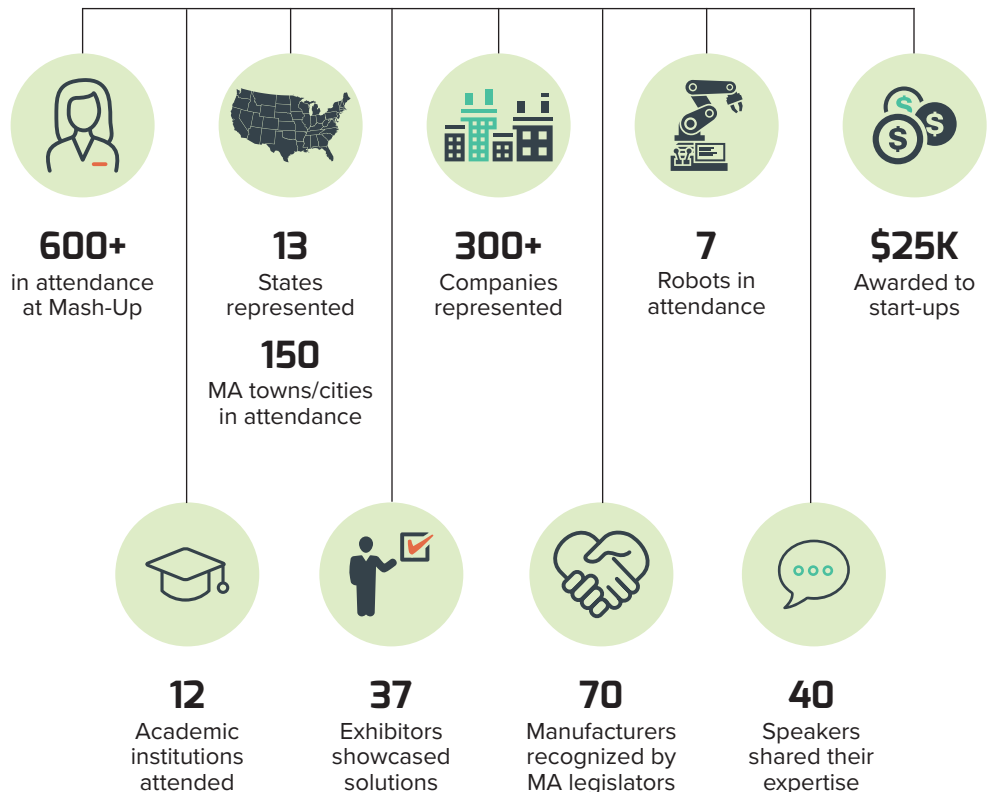 600+
in attendance
at Mash-Up
13
States
represented
150
MA towns/cities
in attendance
300+
Companies
represented
7
Robots in
attendance
$25K
Awarded to
start-ups
12
Academic
institutions
attended
37
Exhibitors
showcased
solutions
70
Manufacturers
recognized by
MA legislators
40
Speakers
shared their
expertise